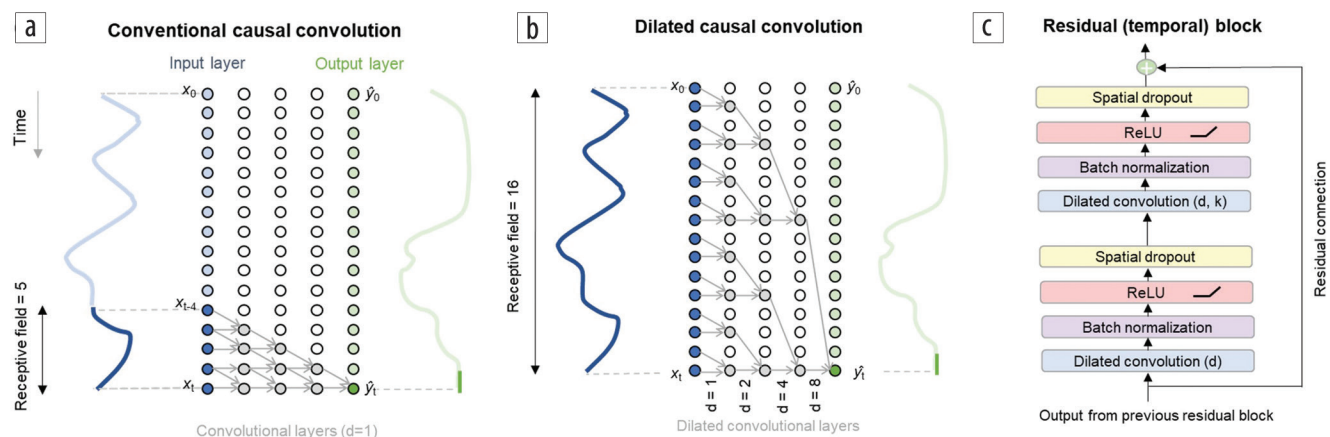 a
Conventional causal convolution
Input layer
Output layer
x₀
ŷ₀
Time
Receptive field = 5
xₜ₋₄
xₜ
ŷₜ
Convolutional layers (d=1)
b
Dilated causal convolution
x₀
ŷ₀
Receptive field = 16
xₜ
ŷₜ
d = 1
d = 2
d = 4
d = 8
Dilated convolutional layers
c
Residual (temporal) block
+
Spatial dropout
ReLU
Batch normalization
Dilated convolution (d, k)
Spatial dropout
ReLU
Batch normalization
Dilated convolution (d)
Residual connection
Output from previous residual block